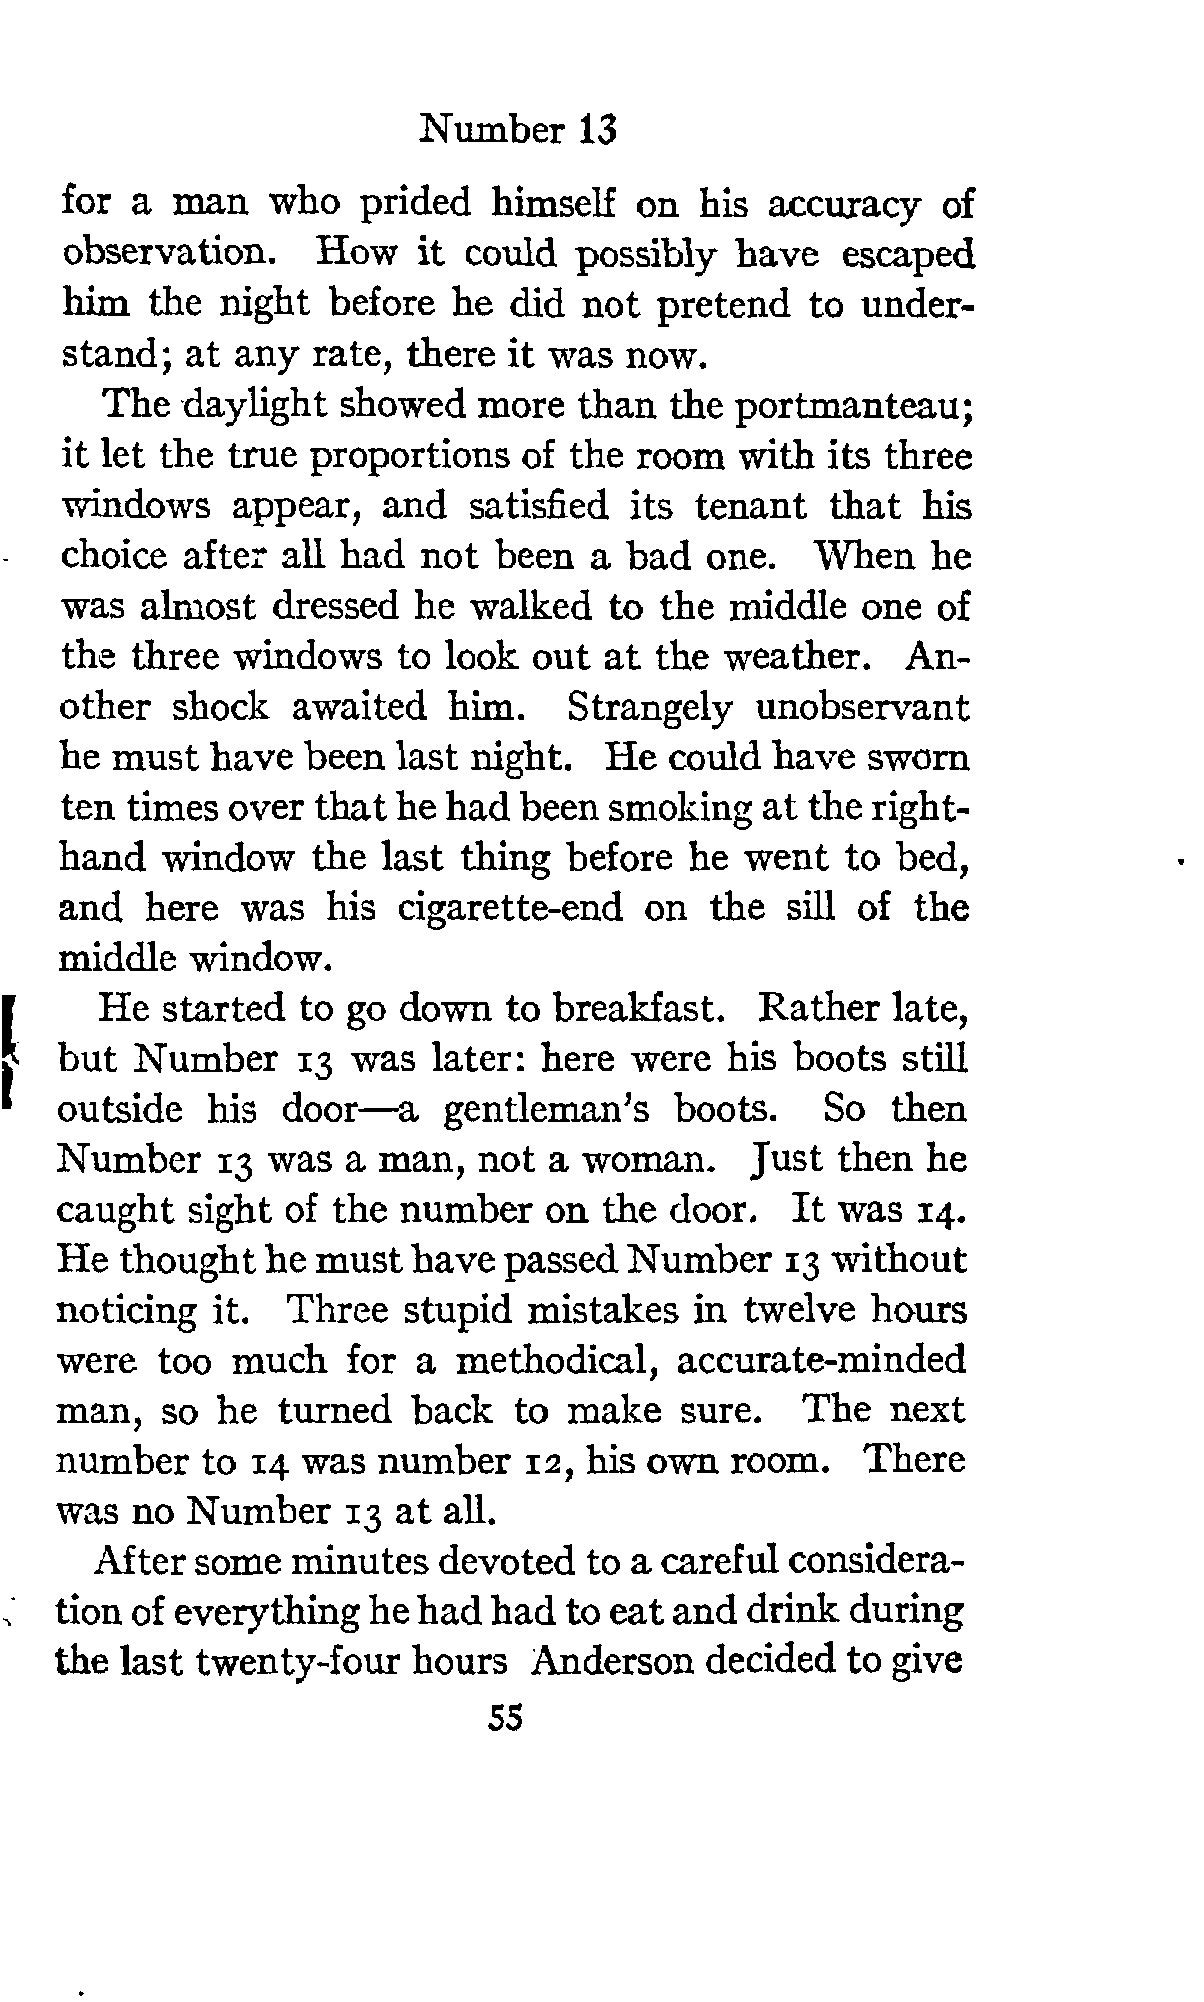 Number 13
for a man who prided himself on his accuracy of
observation. How it could possibly have escaped
him the night before he did not pretend to under-
stand; at any rate, there it was now.
The daylight showed more than the portmanteau;
it let the true proportions of the room with its three
windows appear, and satisfied its tenant that his
choice after all had not been a bad one. When he
was almost dressed he walked to the middle one of
the three windows to look out at the weather. An-
other shock awaited him. Strangely unobservant
he must have been last night. He could have sworn
ten times over that he had been smoking at the right-
hand window the last thing before he went to bed,
and here was his cigarette-end on the sill of the
middle window.
He started to go down to breakfast. Rather late,
but Number 13 was later: here were his boots still
outside his door—a gentleman's boots. So then
Number 13 was a man, not a woman. Just then he
caught sight of the number on the door. It was 14.
He thought he must have passed Number 13 without
noticing it. Three stupid mistakes in twelve hours
were too much for a methodical, accurate-minded
man, so he turned back to make sure. The next
number to 14 was number 12, his own room. There
was no Number 13 at all.
After some minutes devoted to a careful considera-
tion of everything he had had to eat and drink during
the last twenty-four hours Anderson decided to give
55